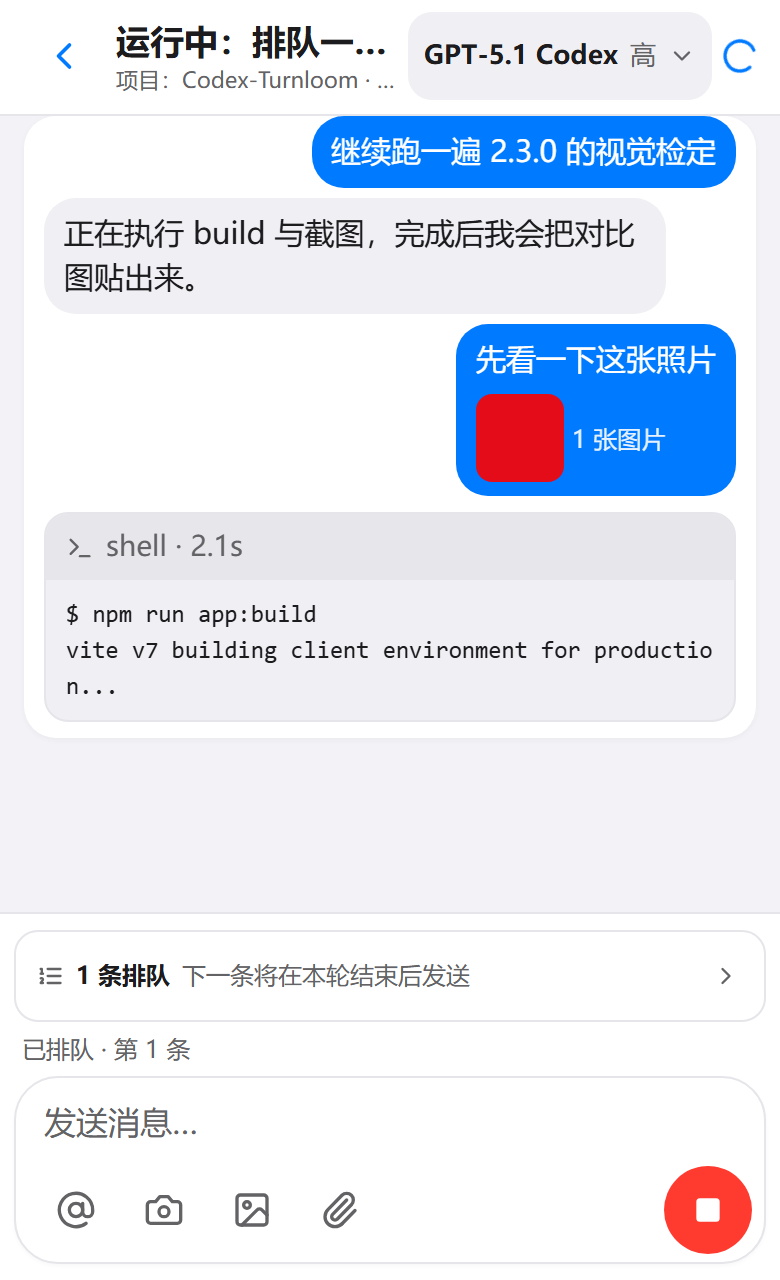 运行中：排队一...
项目：Codex-Turnloom · ...
GPT-5.1 Codex 高
继续跑一遍 2.3.0 的视觉检定
正在执行 build 与截图，完成后我会把对比
图贴出来。
先看一下这张照片
1 张图片
shell · 2.1s
$ npm run app:build
vite v7 building client environment for productio
n...
1 条排队 下一条将在本轮结束后发送
已排队 · 第 1 条
发送消息...